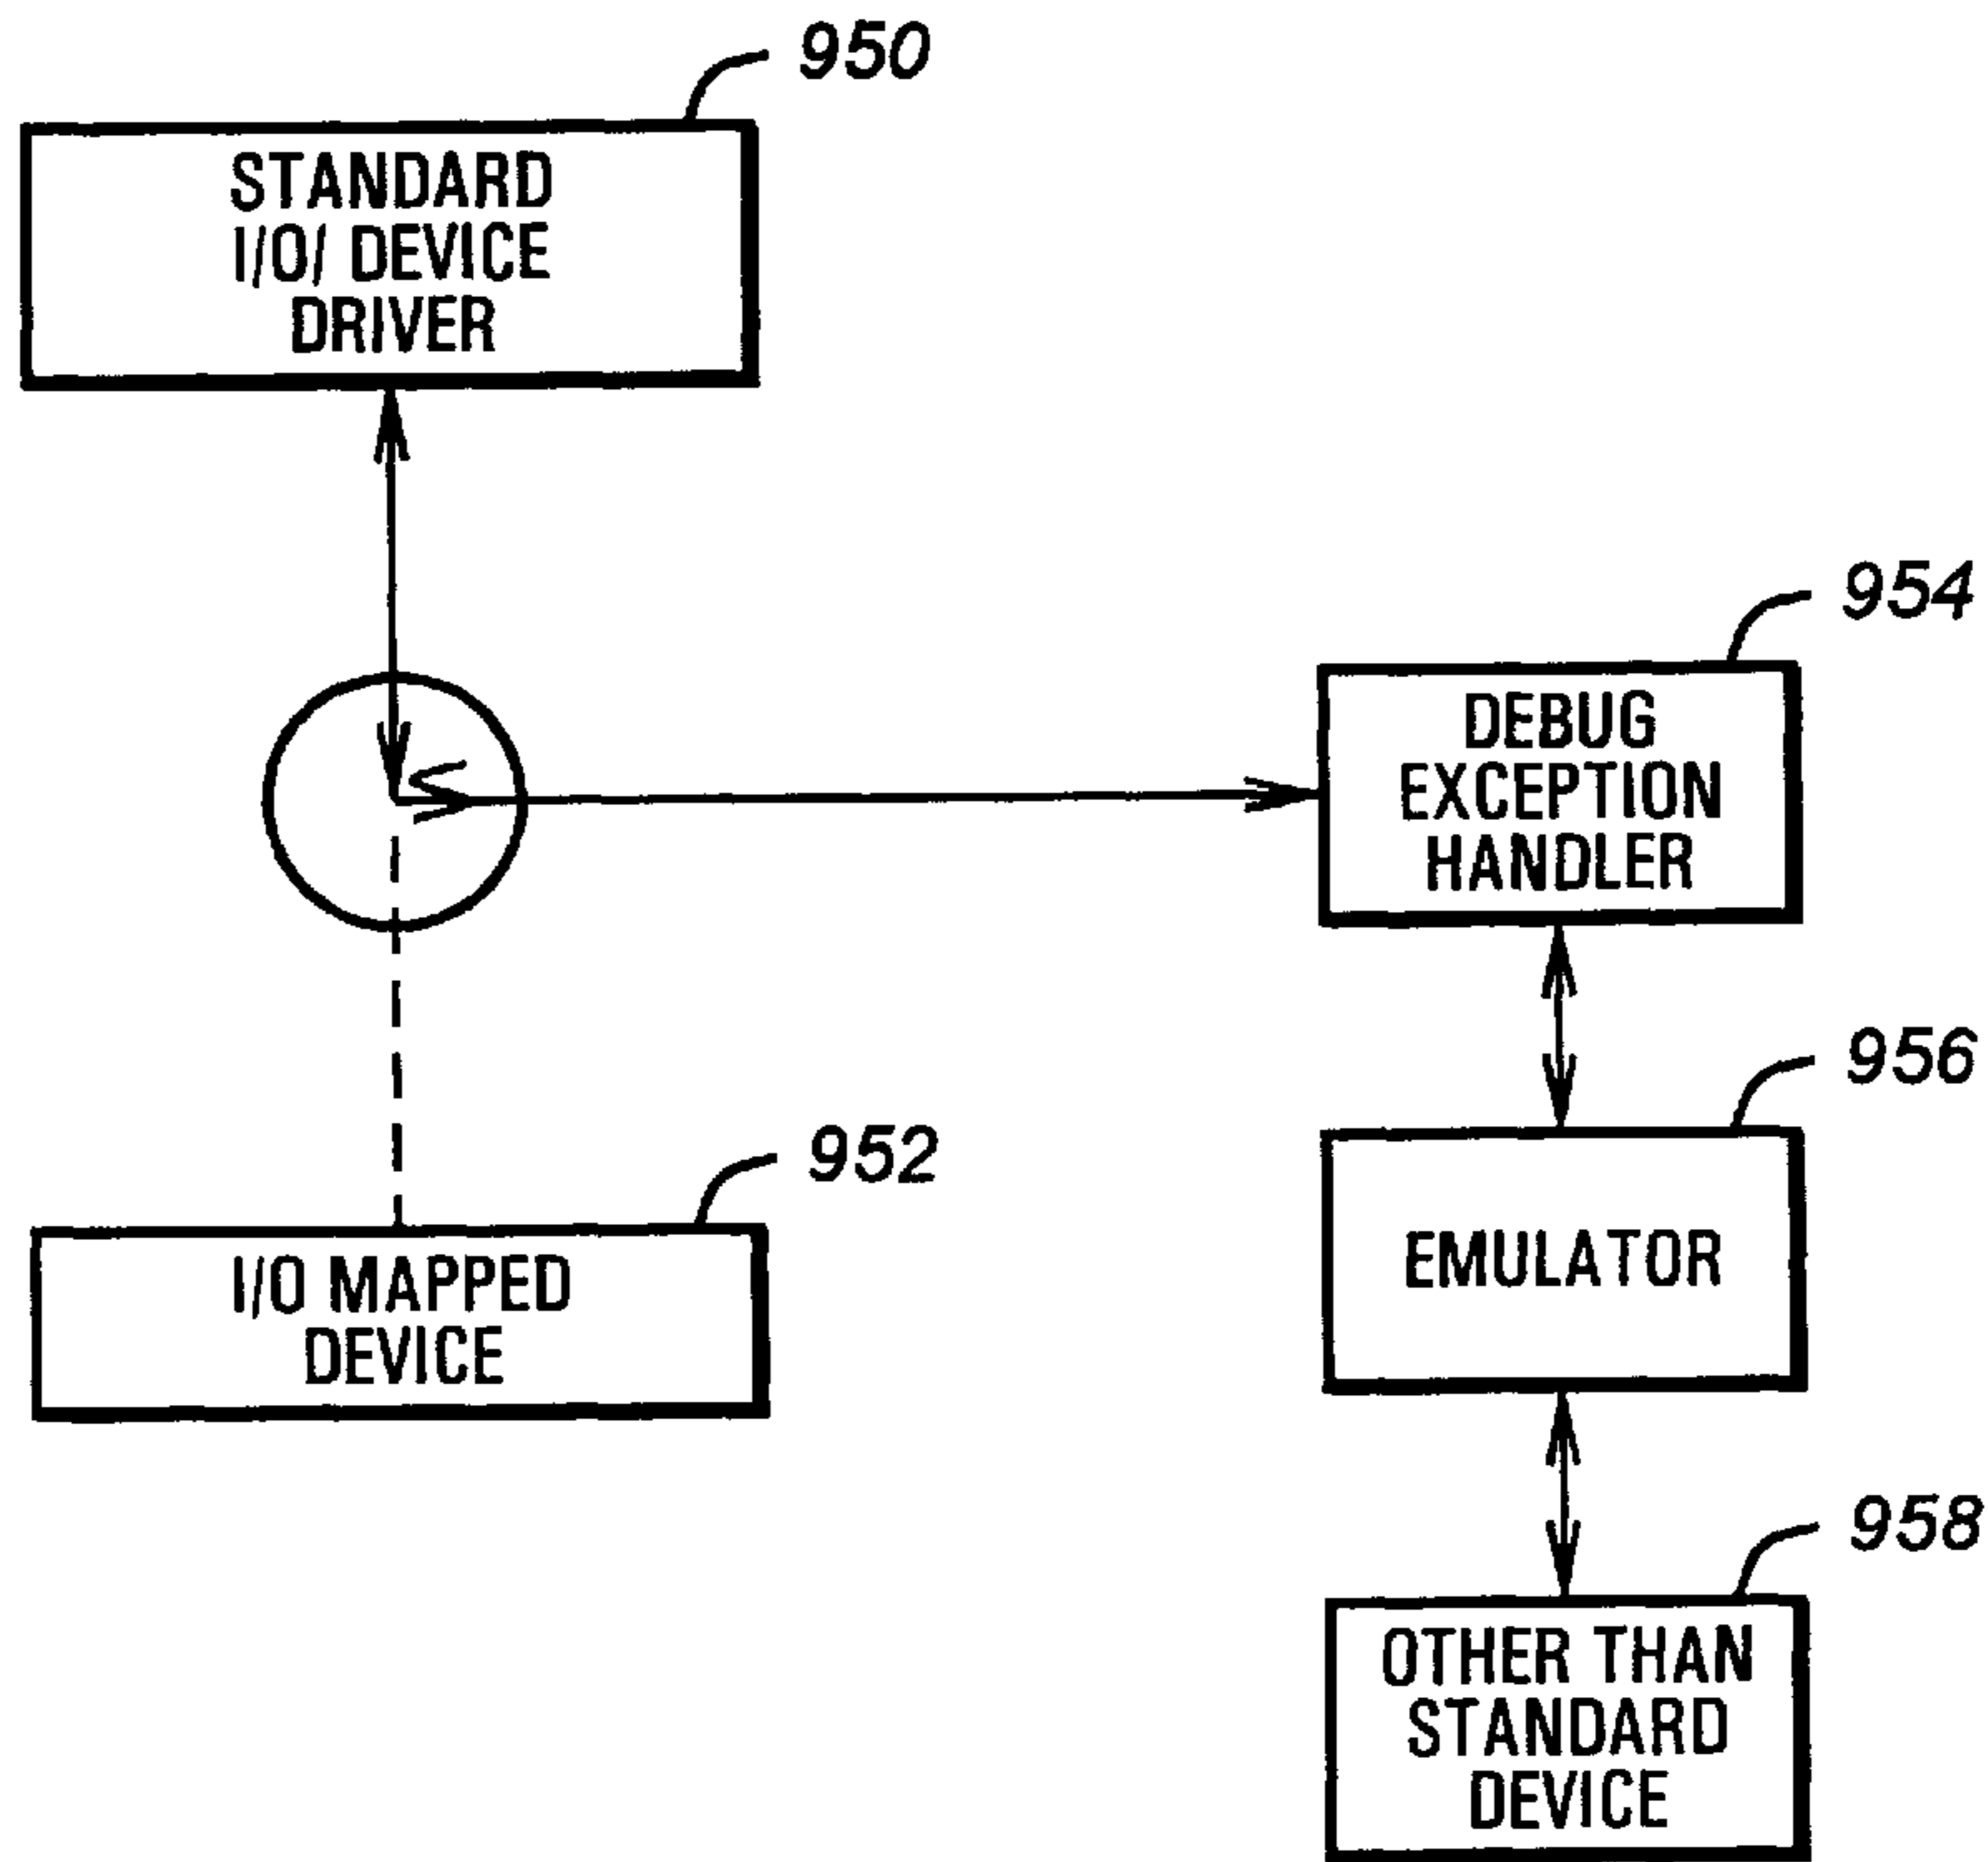 950
STANDARD
I/O/ DEVICE
DRIVER
954
DEBUG
EXCEPTION
HANDLER
956
EMULATOR
952
I/O MAPPED
DEVICE
958
OTHER THAN
STANDARD
DEVICE